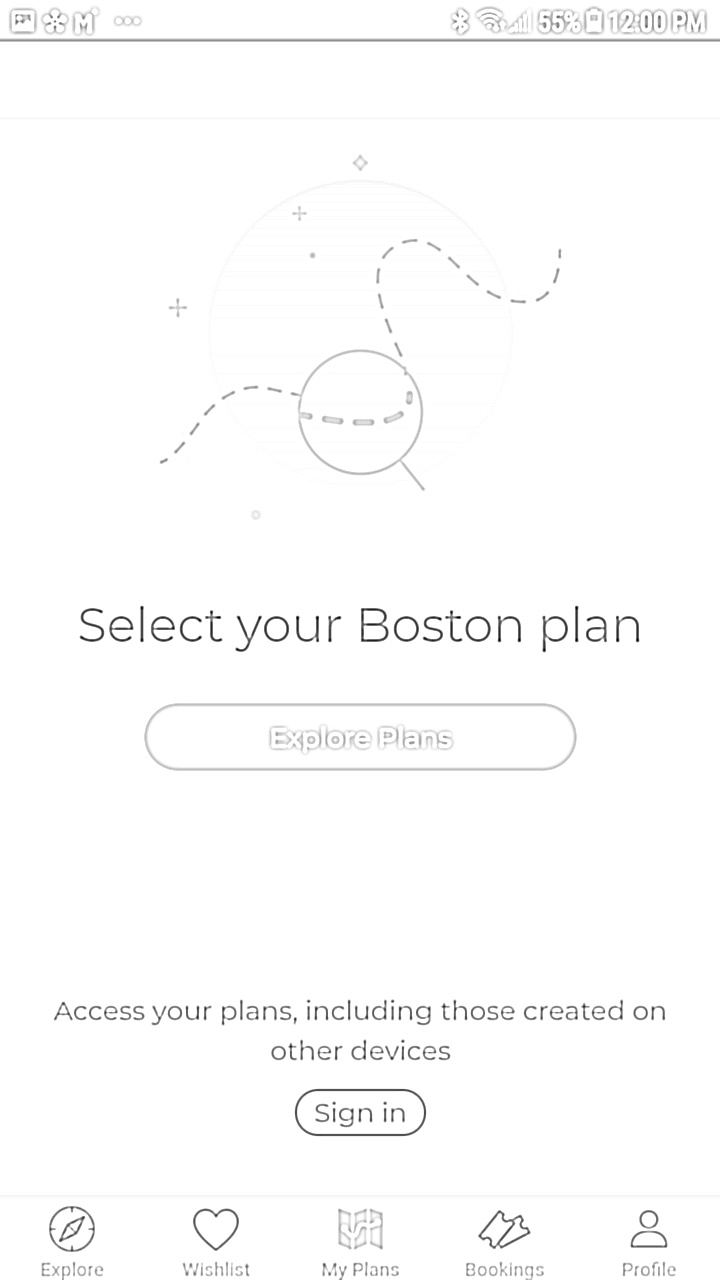 55% 12:00 PM
Select your Boston plan
Explore Plans
Access your plans, including those created on
other devices
Sign in
Explore Wishlist My Plans Bookings Profile